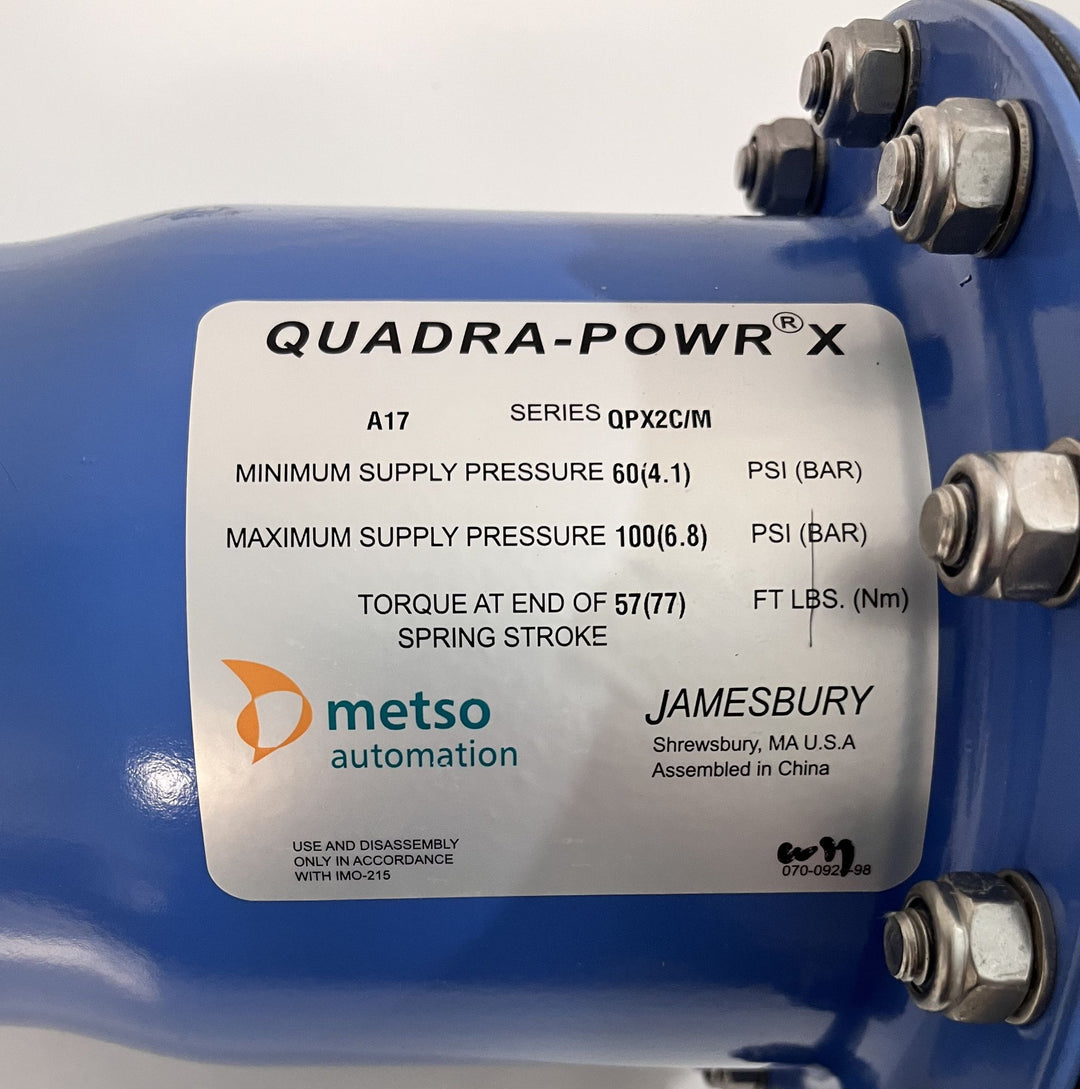 QUADRA-POWR® X
A17 SERIES QPX2C/M
MINIMUM SUPPLY PRESSURE 60(4.1) PSI (BAR)
MAXIMUM SUPPLY PRESSURE 100(6.8) PSI (BAR)
TORQUE AT END OF 57(77) FT LBS. (Nm)
SPRING STROKE
metso
automation
JAMESBURY
Shrewsbury, MA U.S.A
Assembled in China
USE AND DISASSEMBLY
ONLY IN ACCORDANCE
WITH IMO-215